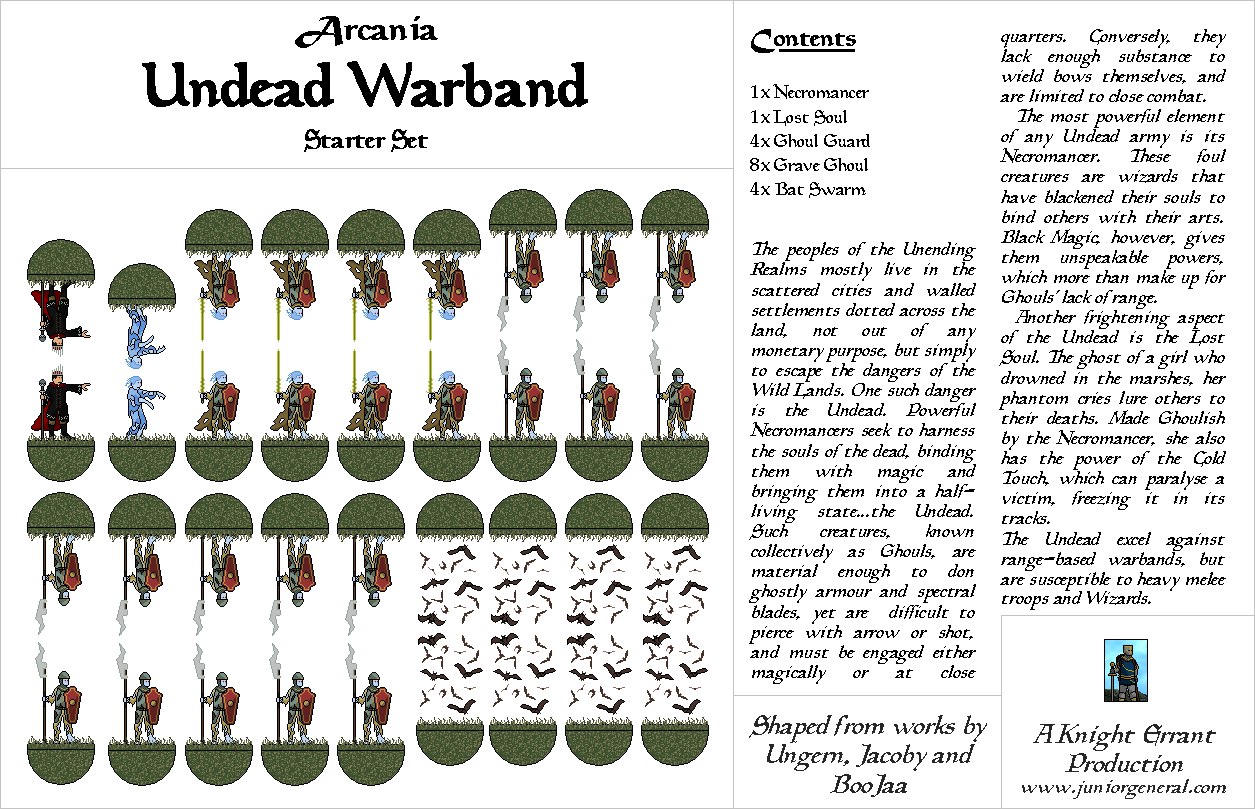 Arcania
Undead Warband
Starter Set
Contents
1x Necromancer
1x Lost Soul
4x Ghoul Guard
8x Grave Ghoul
4x Bat Swarm
The peoples of the Unending
Realms mostly live in the
scattered cities and walled
settlements dotted across the
land, not out of any
monetary purpose, but simply
to escape the dangers of the
Wild Lands. One such danger
is the Undead. Powerful
Necromancers seek to harness
the souls of the dead, binding
them with magic and
bringing them into a half-
living state...the Undead.
Such creatures, known
collectively as Ghouls, are
material enough to don
ghostly armour and spectral
blades, yet are difficult to
pierce with arrow or shot,
and must be engaged either
magically or at close
quarters. Conversely, they
lack enough substance to
wield bows themselves, and
are limited to close combat.
The most powerful element
of any Undead army is its
Necromancer. These foul
creatures are wizards that
have blackened their souls to
bind others with their arts.
Black Magic, however, gives
them unspeakable powers,
which more than make up for
Ghouls' lack of range.
Another frightening aspect
of the Undead is the Lost
Soul. The ghost of a girl who
drowned in the marshes, her
phantom cries lure others to
their deaths. Made Ghoulish
by the Necromancer, she also
has the power of the Cold
Touch, which can paralyse a
victim, freezing it in its
tracks.
The Undead excel against
range-based warbands, but
are susceptible to heavy melee
troops and Wizards.
Shaped from works by
Ungern, Jacoby and
BooJaa
A Knight Errant
Production
www.juniorgeneral.com